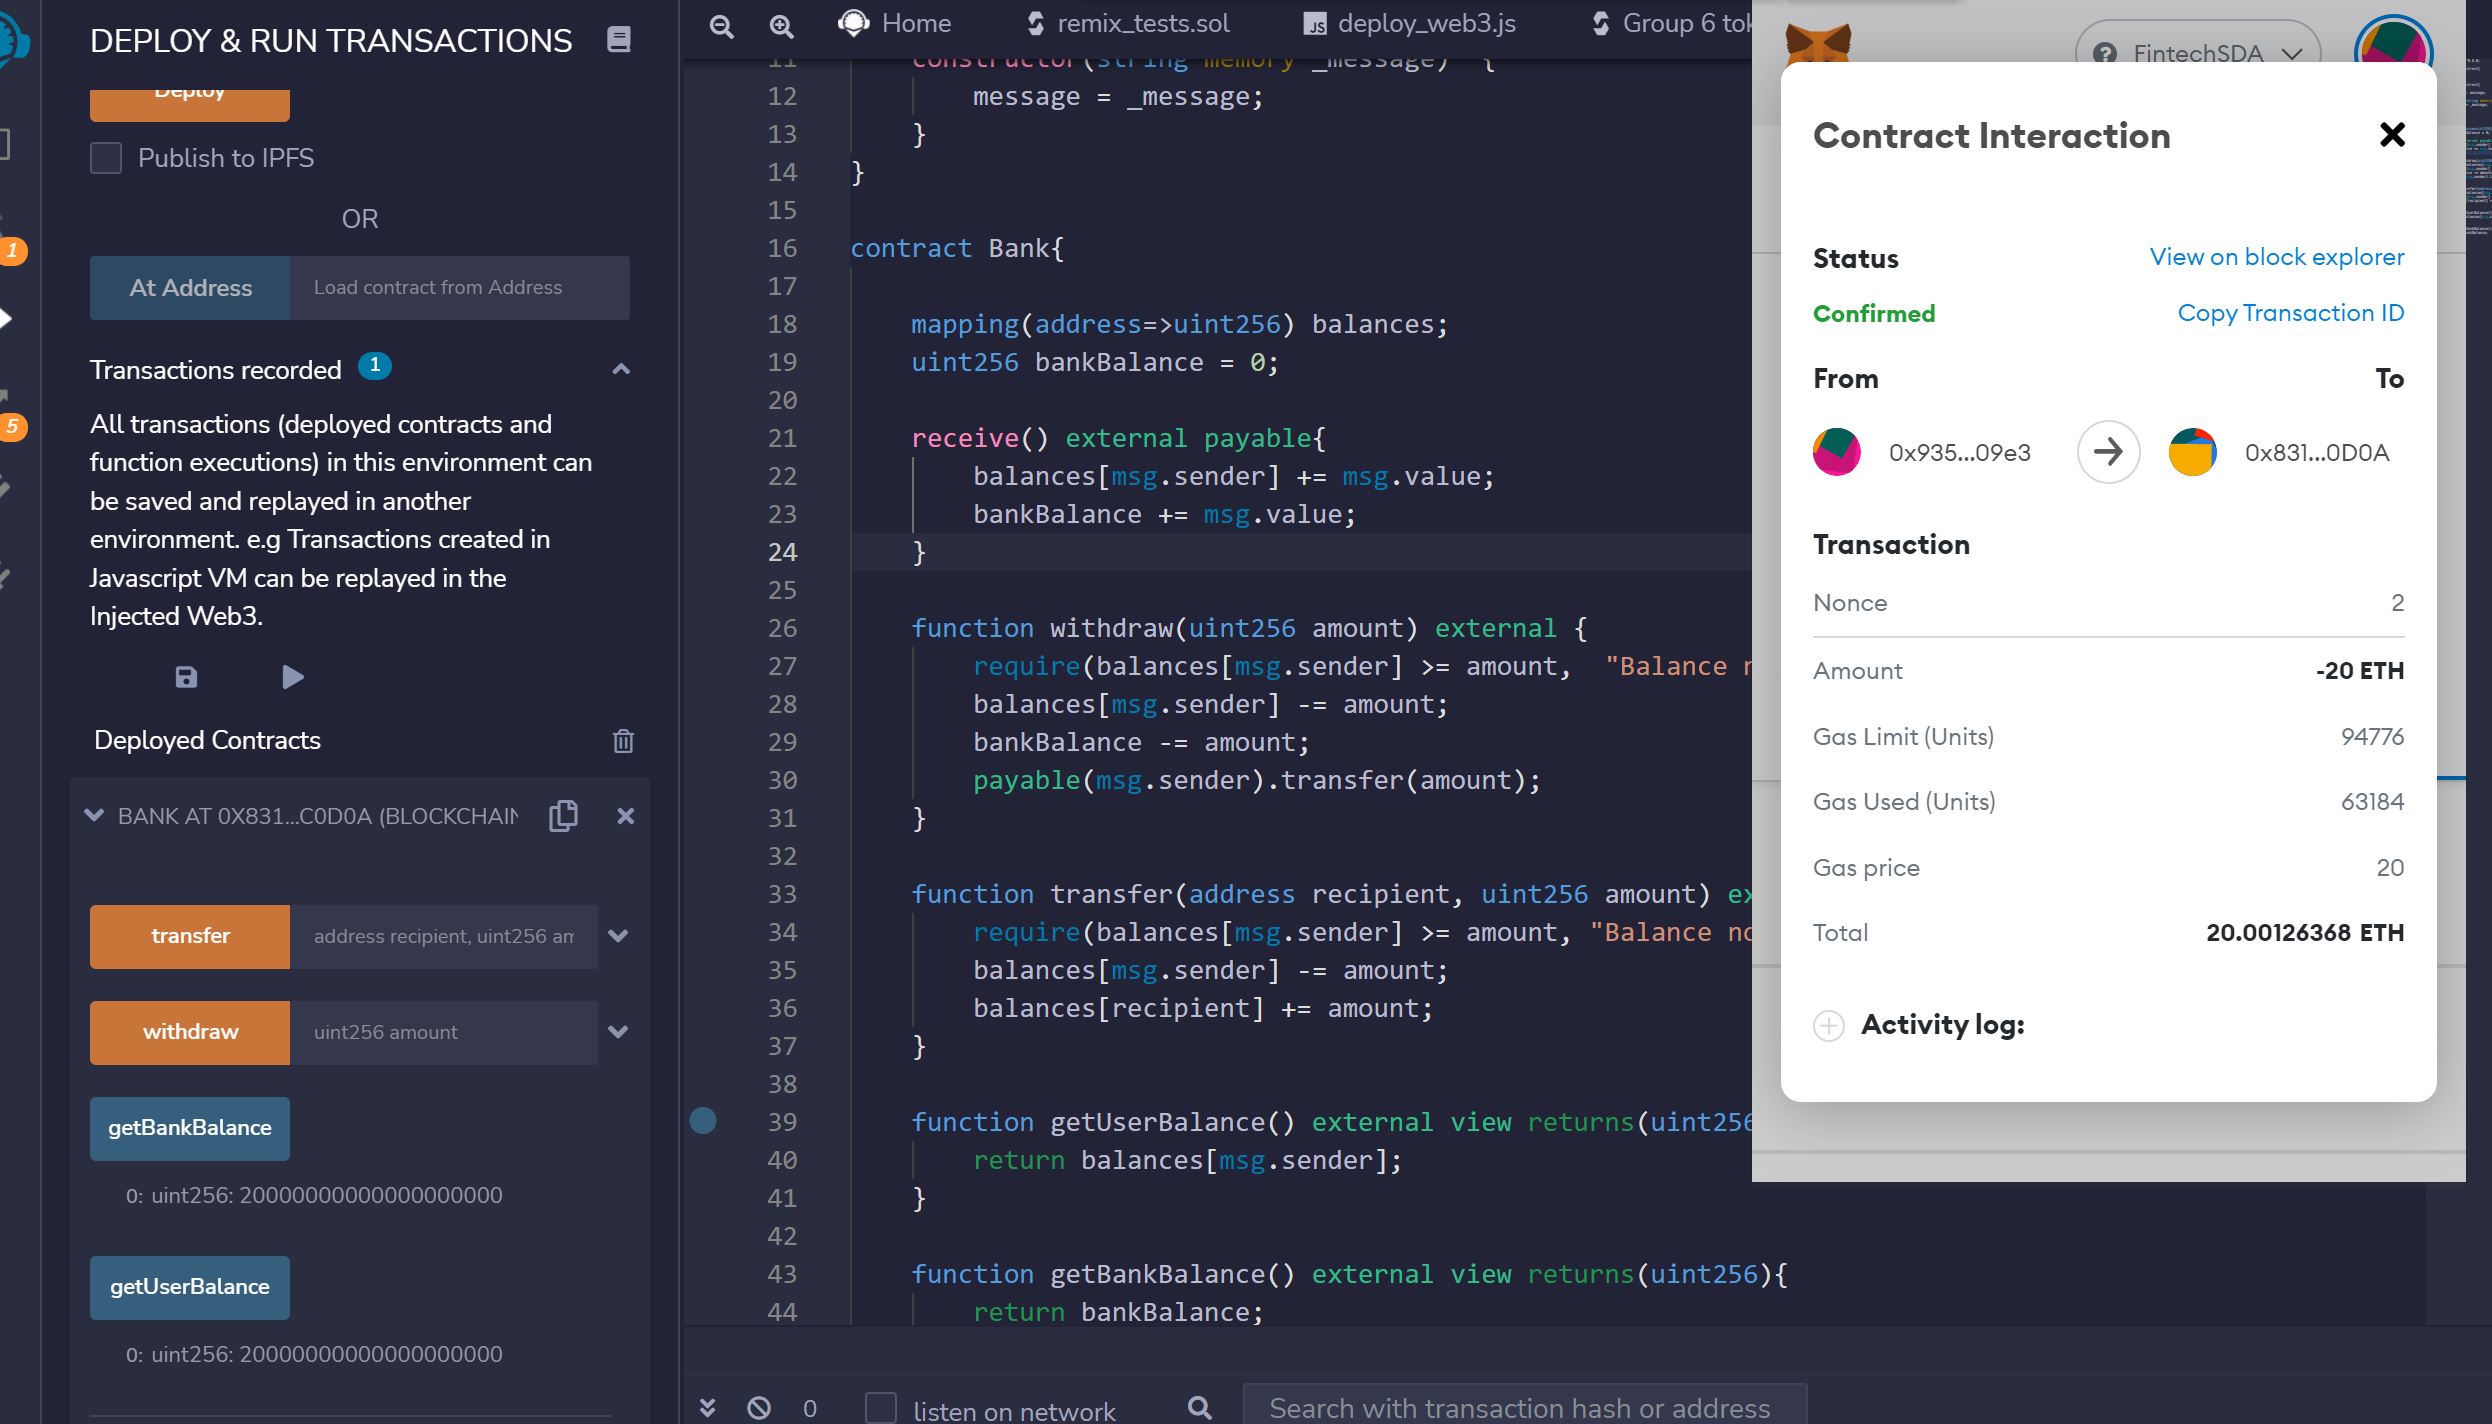 DEPLOY & RUN TRANSACTIONS
Deploy
Publish to IPFS
OR
At Address
Load contract from Address
1
Transactions recorded 1
5
All transactions (deployed contracts and
function executions) in this environment can
be saved and replayed in another
environment. e.g Transactions created in
Javascript VM can be replayed in the
Injected Web3.
Deployed Contracts
BANK AT 0X831...C0D0A (BLOCKCHAIN
transfer
address recipient, uint256 am
withdraw
uint256 amount
getBankBalance
0: uint256: 20000000000000000000
getUserBalance
0: uint256: 20000000000000000000
Home
remix_tests.sol
JS deploy_web3.js
Group 6 tok
11 constructor(string memory _message) {
12 message = _message;
13 }
14 }
15
16 contract Bank{
17
18 mapping(address=>uint256) balances;
19 uint256 bankBalance = 0;
20
21 receive() external payable{
22 balances[msg.sender] += msg.value;
23 bankBalance += msg.value;
24 }
25
26 function withdraw(uint256 amount) external {
27 require(balances[msg.sender] >= amount, "Balance n
28 balances[msg.sender] -= amount;
29 bankBalance -= amount;
30 payable(msg.sender).transfer(amount);
31 }
32
33 function transfer(address recipient, uint256 amount) ex
34 require(balances[msg.sender] >= amount, "Balance no
35 balances[msg.sender] -= amount;
36 balances[recipient] += amount;
37 }
38
39 function getUserBalance() external view returns(uint256
40 return balances[msg.sender];
41 }
42
43 function getBankBalance() external view returns(uint256){
44 return bankBalance;
0
listen on network
Search with transaction hash or address
? FintechSDA
Contract Interaction
Status
View on block explorer
Confirmed
Copy Transaction ID
From
To
0x935...09e3
0x831...0D0A
Transaction
Nonce 2
Amount -20 ETH
Gas Limit (Units) 94776
Gas Used (Units) 63184
Gas price 20
Total 20.00126368 ETH
Activity log: